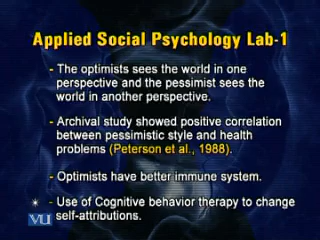 Applied Social Psychology Lab-1
- The optimists sees the world in one
perspective and the pessimist sees the
world in another perspective.
- Archival study showed positive correlation
between pessimistic style and health
problems (Peterson et al., 1988).
- Optimists have better immune system.
- Use of Cognitive behavior therapy to change
self-attributions.
VU